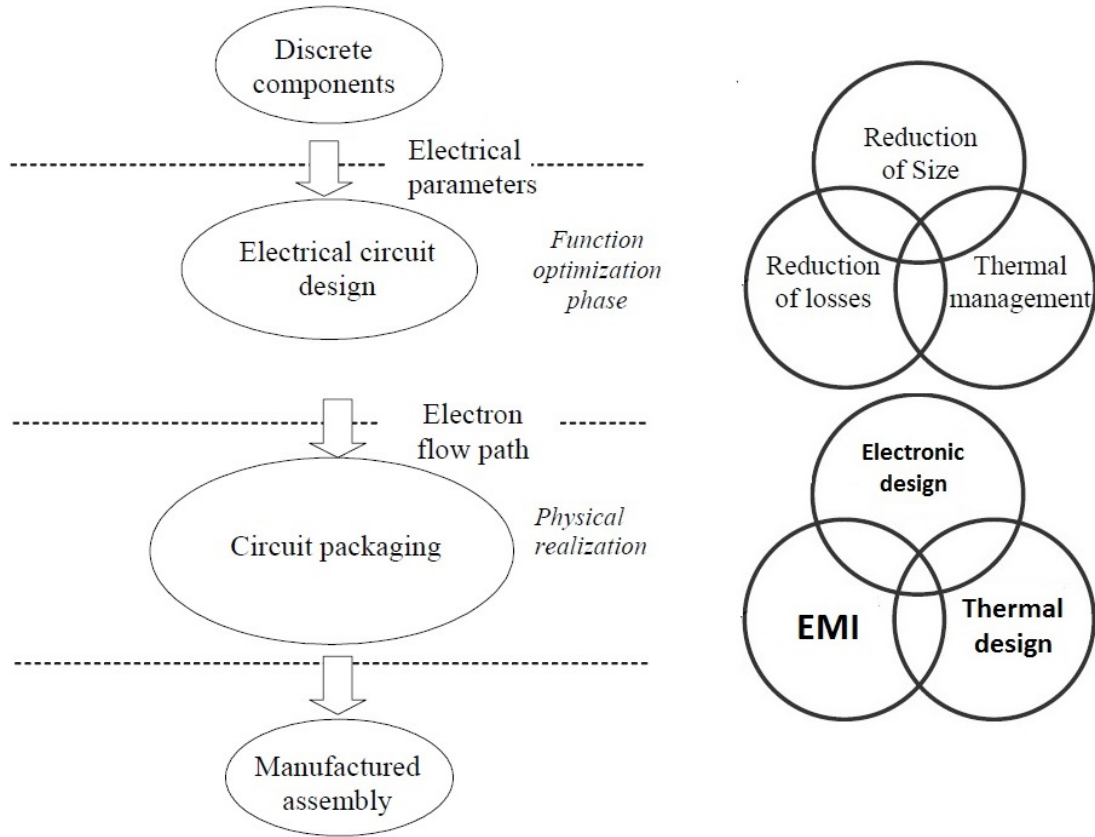 Discrete
components
Electrical
parameters
Electrical circuit
design
Function
optimization
phase
Electron
flow path
Circuit packaging
Physical
realization
Manufactured
assembly
Reduction
of Size
Reduction
of losses
Thermal
management
Electronic
design
EMI
Thermal
design